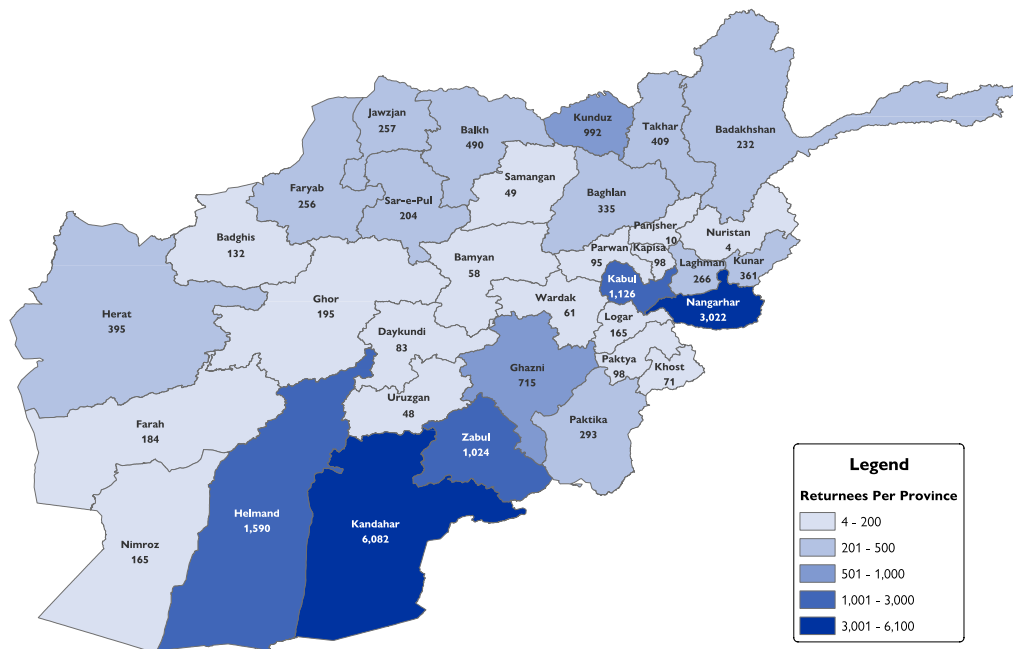 Jawzjan
257
Balkh
490
Kunduz
992
Takhar
409
Badakhshan
232
Faryab
256
Sar-e-Pul
204
Samangan
49
Baghlan
335
Badghis
132
Panjsher
10
Nuristan
4
Parwan
95
Kapisa
98
Laghman
266
Kunar
361
Bamyan
58
Kabul
1,126
Nangarhar
3,022
Herat
395
Ghor
195
Wardak
61
Logar
165
Daykundi
83
Paktya
98
Khost
71
Ghazni
715
Uruzgan
48
Farah
184
Zabul
1,024
Paktika
293
Helmand
1,590
Kandahar
6,082
Nimroz
165
Legend
Returnees Per Province
4 - 200
201 - 500
501 - 1,000
1,001 - 3,000
3,001 - 6,100